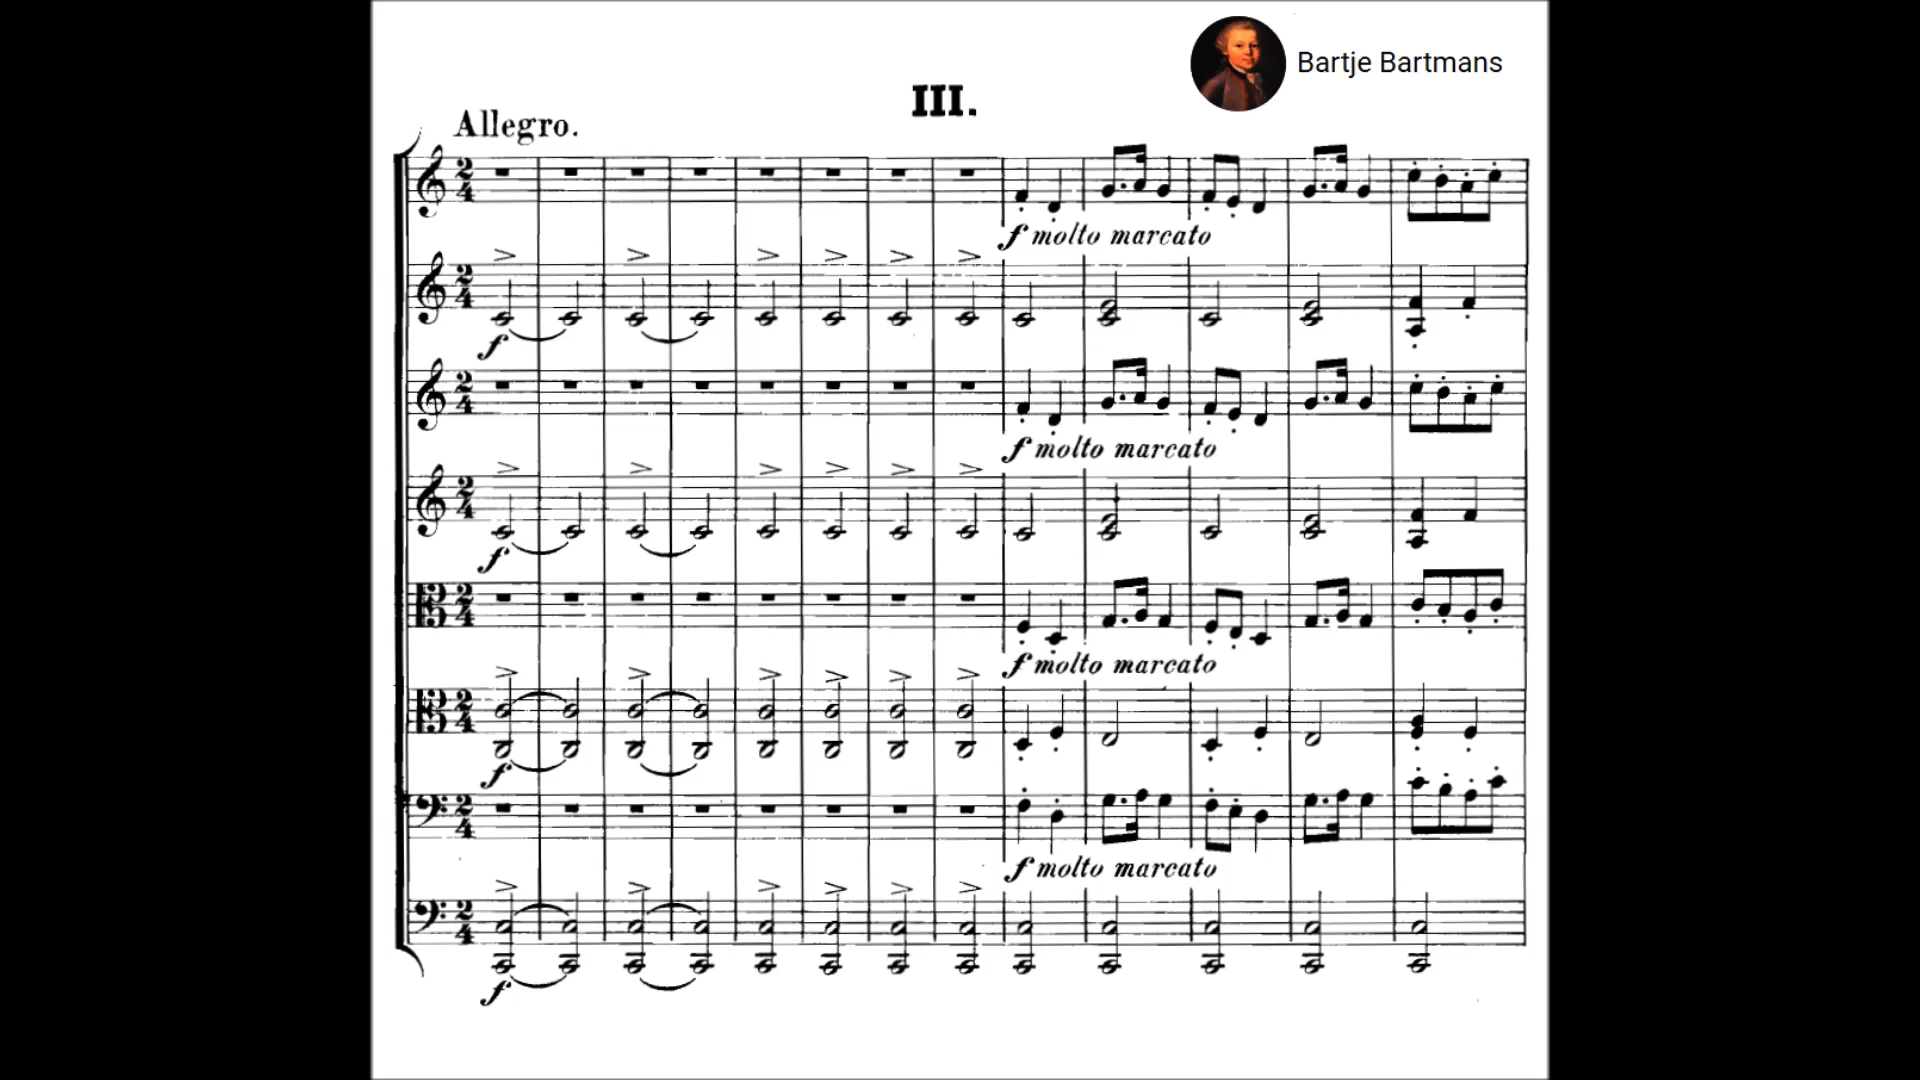 Bartje Bartmans
III.
Allegro.
f molto marcato
f
f molto marcato
f
f molto marcato
f
f molto marcato
f